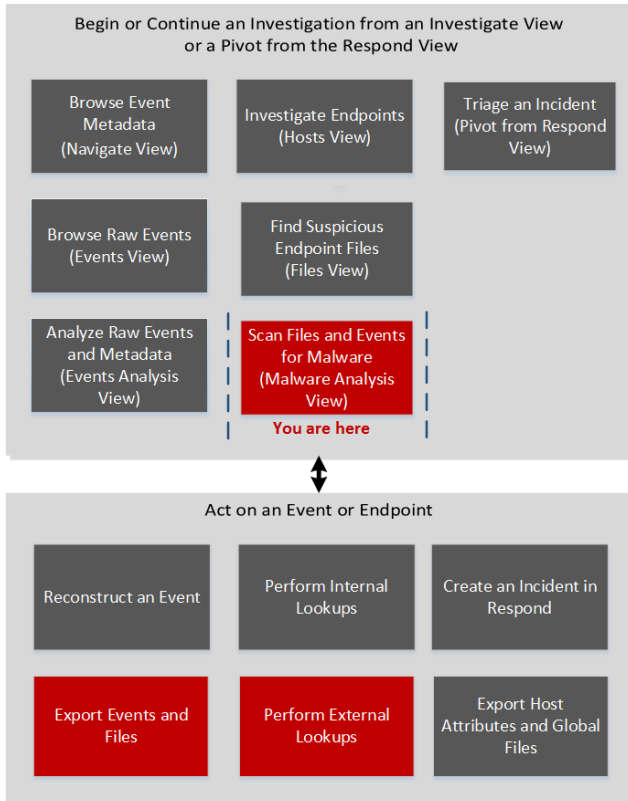 Begin or Continue an Investigation from an Investigate View
or a Pivot from the Respond View
Browse Event
Metadata
(Navigate View)
Investigate Endpoints
(Hosts View)
Triage an Incident
(Pivot from Respond
View)
Browse Raw Events
(Events View)
Find Suspicious
Endpoint Files
(Files View)
Analyze Raw Events
and Metadata
(Events Analysis
View)
Scan Files and Events
for Malware
(Malware Analysis
View)
You are here
Act on an Event or Endpoint
Reconstruct an Event
Perform Internal
Lookups
Create an Incident in
Respond
Export Events and
Files
Perform External
Lookups
Export Host
Attributes and Global
Files